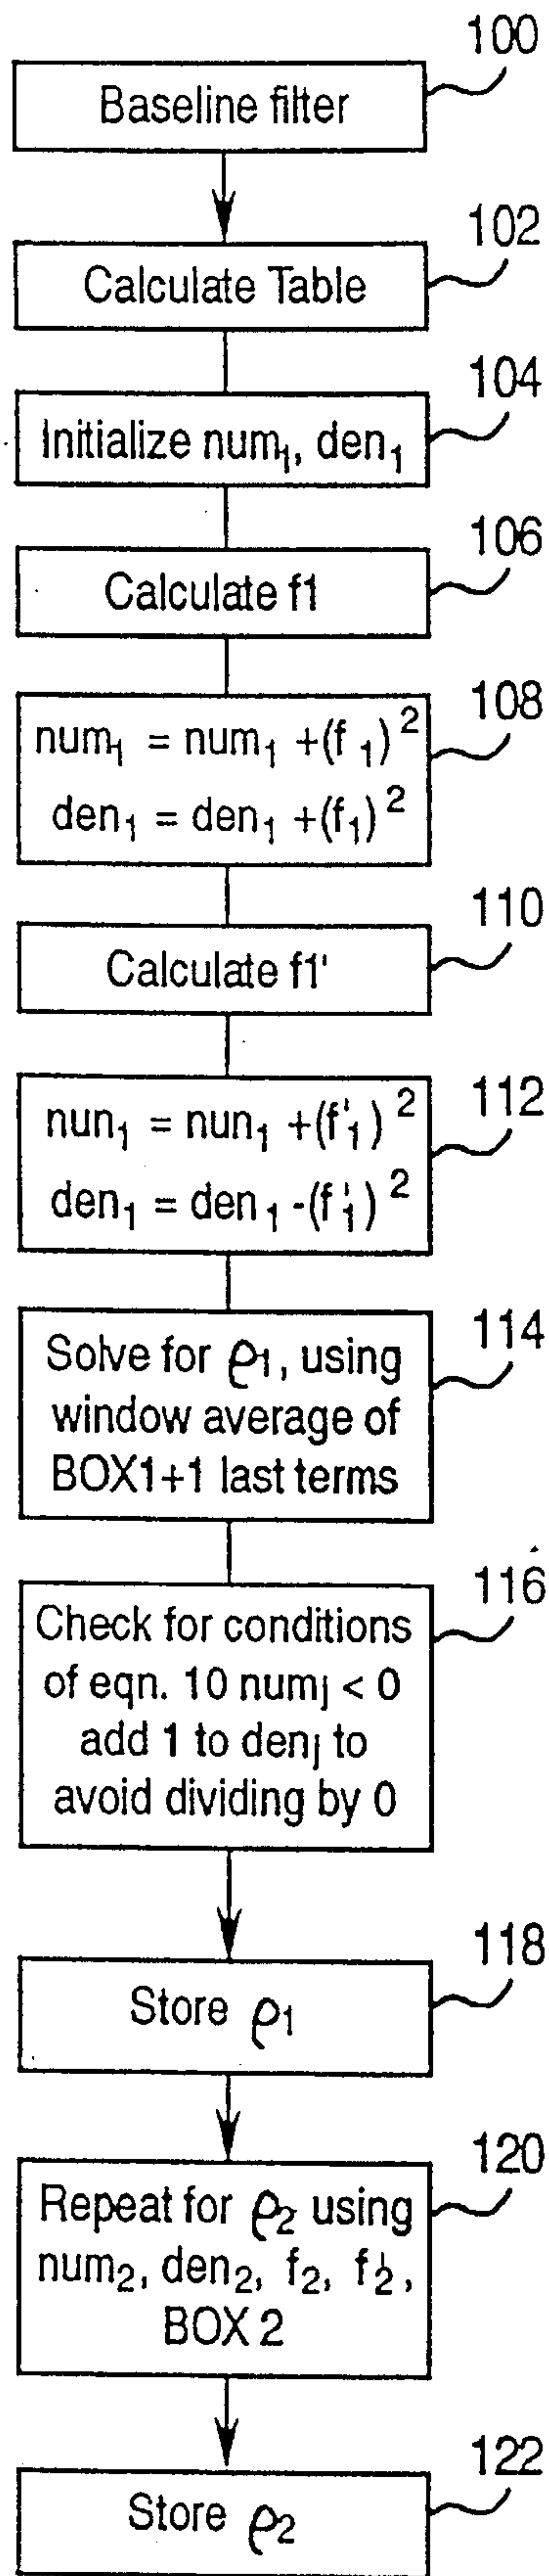 100
Baseline filter
102
Calculate Table
104
Initialize num₁, den₁
106
Calculate f1
108
num₁ = num₁ +(f ₁) ²
den₁ = den₁ +(f₁) ²
110
Calculate f1'
112
nun₁ = nun₁ +(f'₁) ²
den₁ = den ₁ -(f'₁) ²
114
Solve for ρ₁, using
window average of
BOX1+1 last terms
116
Check for conditions
of eqn. 10 numⱼ < 0
add 1 to denⱼ to
avoid dividing by 0
118
Store ρ₁
120
Repeat for ρ₂ using
num₂, den₂, f₂, f'₂,
BOX 2
122
Store ρ₂